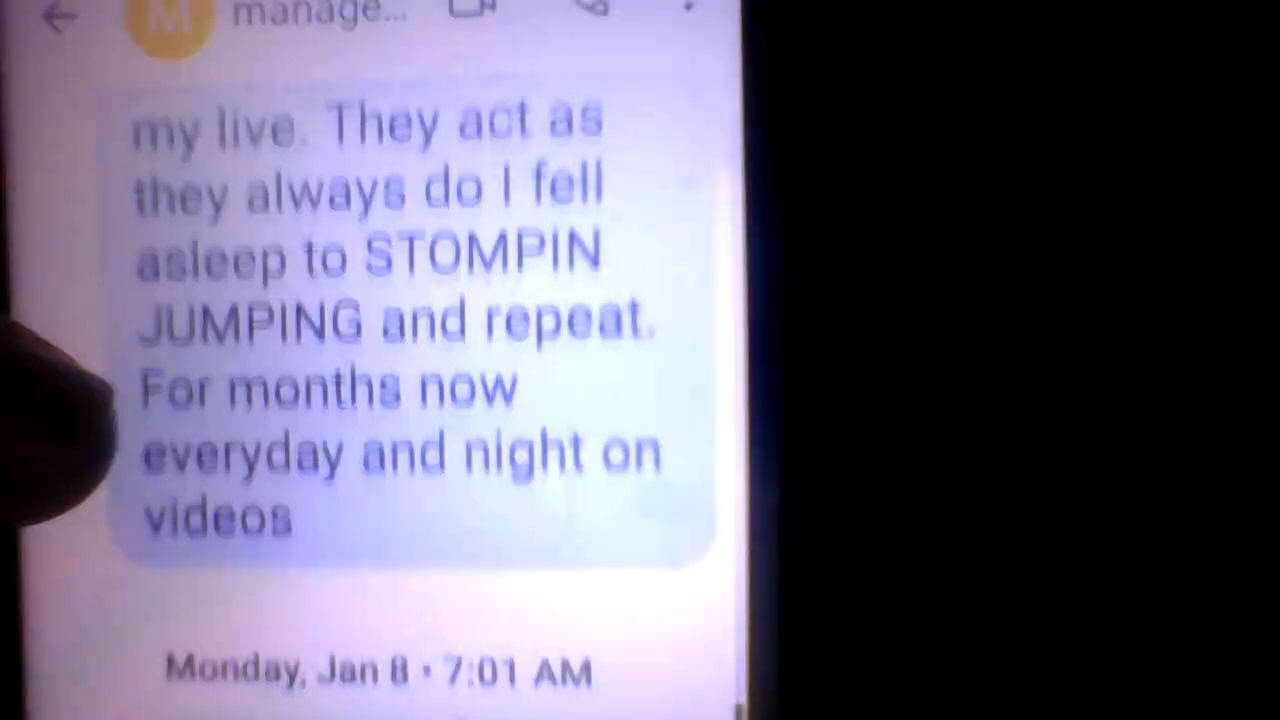 M manage...
my live. They act as
they always do I fell
asleep to STOMPIN
JUMPING and repeat.
For months now
everyday and night on
videos
Monday, Jan 8 • 7:01 AM